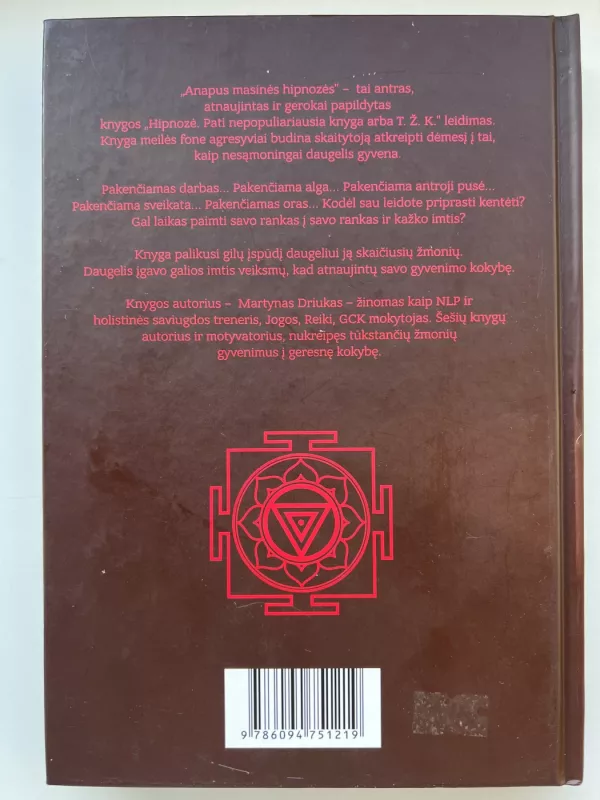 „Anapus masinės hipnozės“ – tai antras,
atnaujintas ir gerokai papildytas
knygos „Hipnozė. Pati nepopuliariausia knyga arba T. Ž. K.“ leidimas.
Knyga meilės fone agresyviai budina skaitytoją atkreipti dėmesį į tai,
kaip nesąmoningai daugelis gyvena.
Pakenčiamas darbas... Pakenčiama alga... Pakenčiama antroji pusė...
Pakenčiama sveikata... Pakenčiamas oras... Kodėl sau leidote priprasti kentėti?
Gal laikas paimti savo rankas į savo rankas ir kažko imtis?
Knyga palikusi gilų įspūdį daugeliui ją skaičiusių žmonių.
Daugelis įgavo galios imtis veiksmų, kad atnaujintų savo gyvenimo kokybę.
Knygos autorius – Martynas Driukas – žinomas kaip NLP ir
holistinės saviugdos treneris, Jogos, Reiki, GCK mokytojas. Šešių knygų
autorius ir motyvatorius, nukreipęs tūkstančių žmonių
gyvenimus į geresnę kokybę.
9 786094 751219